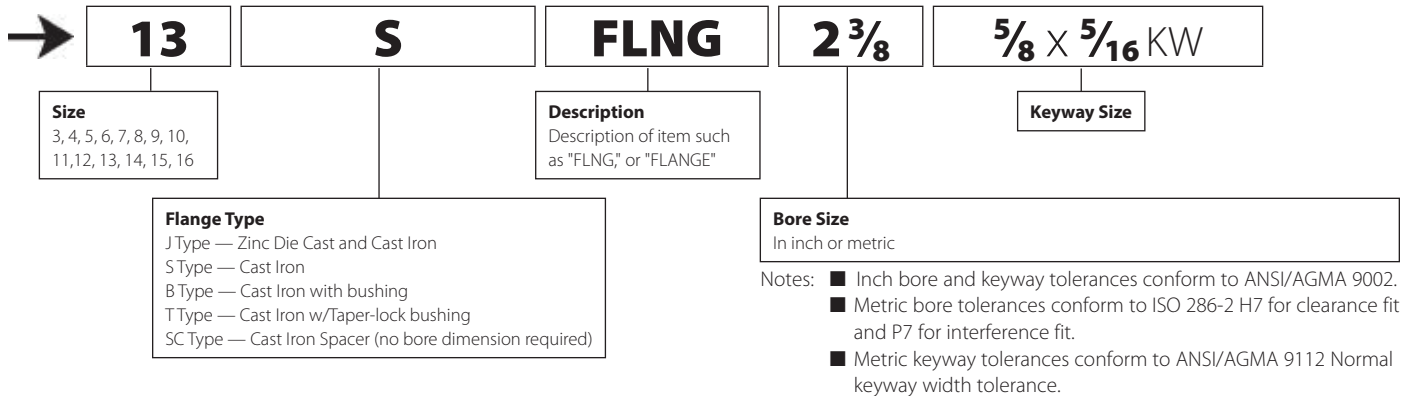 13 S FLNG 2 3/8 5/8 X 5/16 KW
Size
3, 4, 5, 6, 7, 8, 9, 10,
11,12, 13, 14, 15, 16
Description
Description of item such
as "FLNG," or "FLANGE"
Keyway Size
Flange Type
J Type — Zinc Die Cast and Cast Iron
S Type — Cast Iron
B Type — Cast Iron with bushing
T Type — Cast Iron w/Taper-lock bushing
SC Type — Cast Iron Spacer (no bore dimension required)
Bore Size
In inch or metric
Notes: ■ Inch bore and keyway tolerances conform to ANSI/AGMA 9002.
■ Metric bore tolerances conform to ISO 286-2 H7 for clearance fit
and P7 for interference fit.
■ Metric keyway tolerances conform to ANSI/AGMA 9112 Normal
keyway width tolerance.